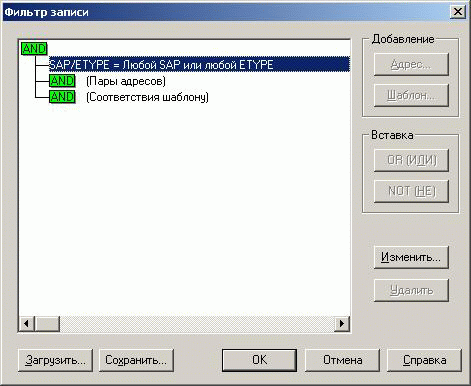 Фильтр записи
AND
SAP/ETYPE = Любой SAP или любой ETYPE
AND (Пары адресов)
AND (Соответствия шаблону)
Добавление
Адрес...
Шаблон...
Вставка
OR (ИЛИ)
NOT (НЕ)
Изменить...
Удалить
Загрузить...
Сохранить...
OK
Отмена
Справка